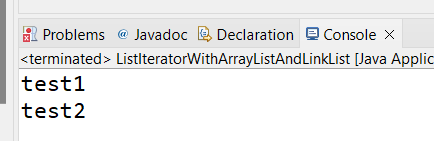 Problems @ Javadoc Declaration Console
<terminated> ListIteratorWithArrayListAndLinkList [Java Applic
test1
test2